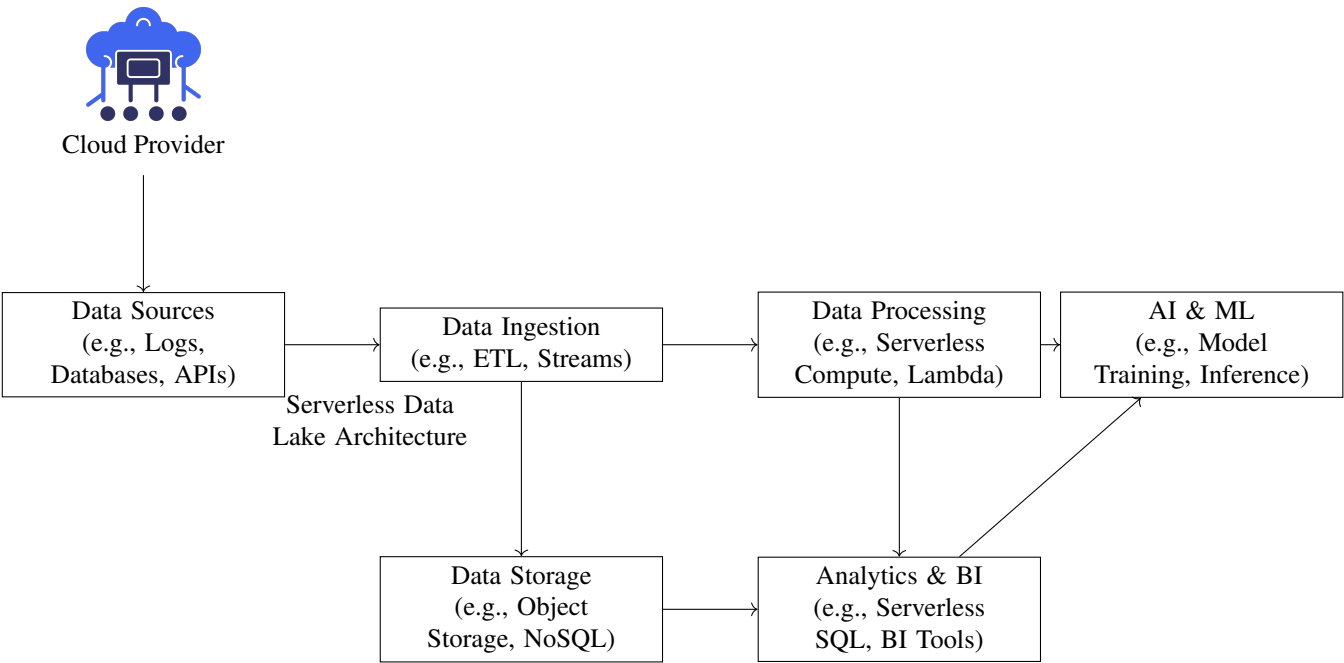 Cloud Provider
Data Sources
(e.g., Logs,
Databases, APIs)
Data Ingestion
(e.g., ETL, Streams)
Data Processing
(e.g., Serverless
Compute, Lambda)
AI & ML
(e.g., Model
Training, Inference)
Serverless Data
Lake Architecture
Data Storage
(e.g., Object
Storage, NoSQL)
Analytics & BI
(e.g., Serverless
SQL, BI Tools)